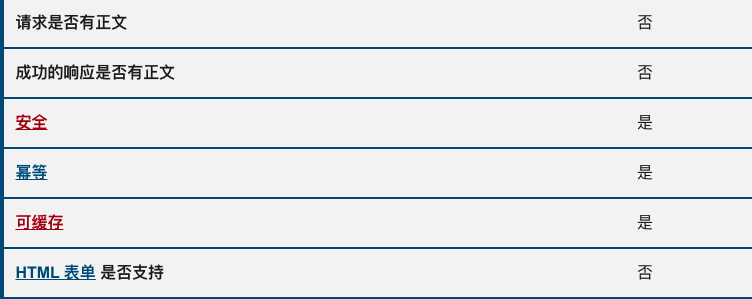 请求是否有正文 否
成功的响应是否有正文 否
安全 是
幂等 是
可缓存 是
HTML 表单 是否支持 否